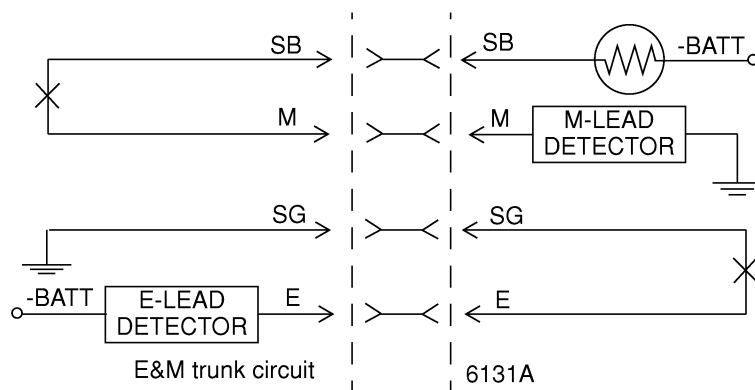 SB
SB
-BATT
M
M
M-LEAD
DETECTOR
SG
SG
-BATT
E-LEAD
DETECTOR
E
E
E&M trunk circuit
6131A